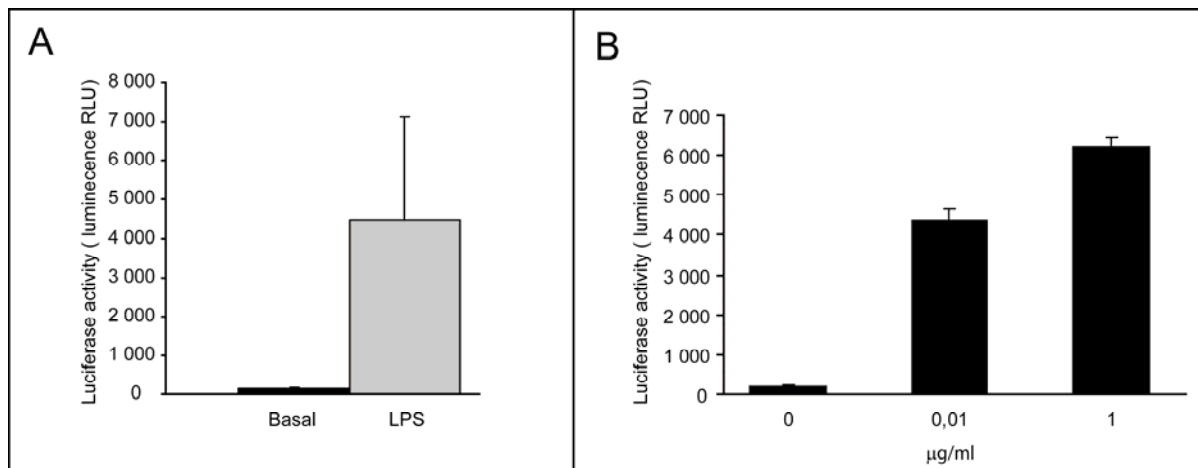 A
Luciferase activity ( luminecence RLU)
8 000
7 000
6 000
5 000
4 000
3 000
2 000
1 000
0
Basal LPS
B
Luciferase activity ( luminecence RLU)
7 000
6 000
5 000
4 000
3 000
2 000
1 000
0
0 0,01 1
μg/ml